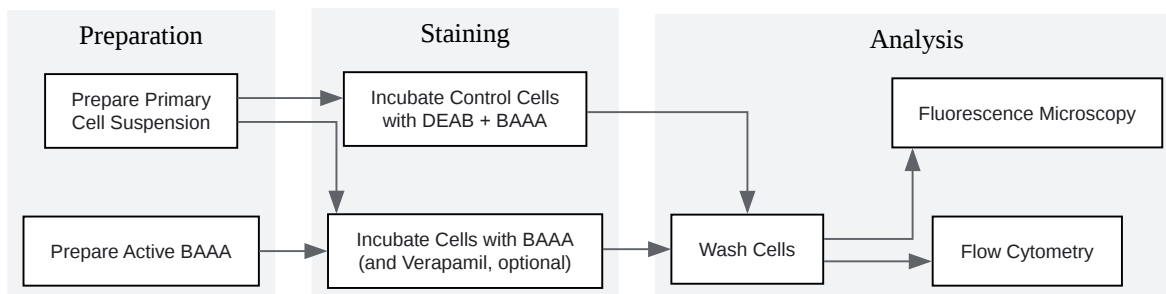 Preparation
Staining
Analysis
Prepare Primary
Cell Suspension
Incubate Control Cells
with DEAB + BAAA
Fluorescence Microscopy
Prepare Active BAAA
Incubate Cells with BAAA
(and Verapamil, optional)
Wash Cells
Flow Cytometry